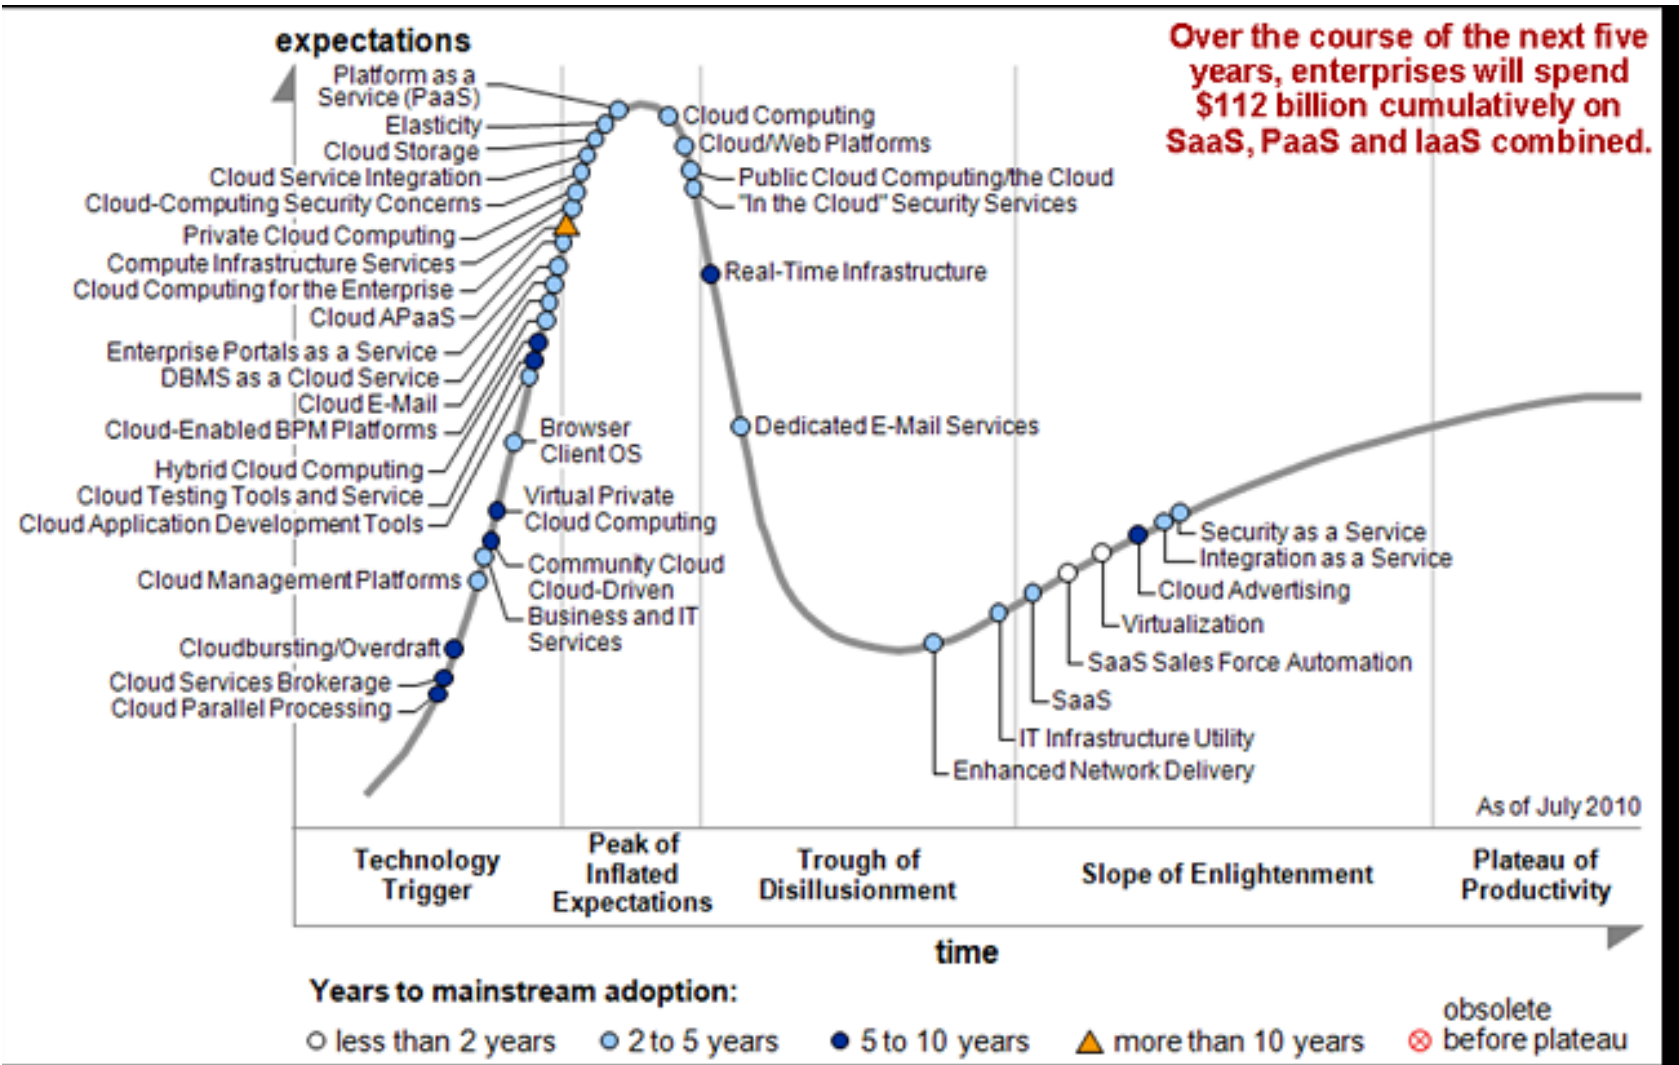 expectations
Over the course of the next five
years, enterprises will spend
$112 billion cumulatively on
SaaS, PaaS and IaaS combined.
Platform as a
Service (PaaS)
Elasticity
Cloud Storage
Cloud Service Integration
Cloud-Computing Security Concerns
Private Cloud Computing
Compute Infrastructure Services
Cloud Computing for the Enterprise
Cloud APaaS
Enterprise Portals as a Service
DBMS as a Cloud Service
Cloud E-Mail
Cloud-Enabled BPM Platforms
Hybrid Cloud Computing
Cloud Testing Tools and Service
Cloud Application Development Tools
Cloud Management Platforms
Cloudbursting/Overdraft
Cloud Services Brokerage
Cloud Parallel Processing
Browser
Client OS
Virtual Private
Cloud Computing
Community Cloud
Cloud-Driven
Business and IT
Services
Cloud Computing
Cloud/Web Platforms
Public Cloud Computing/the Cloud
"In the Cloud" Security Services
Real-Time Infrastructure
Dedicated E-Mail Services
Security as a Service
Integration as a Service
Cloud Advertising
Virtualization
SaaS Sales Force Automation
SaaS
IT Infrastructure Utility
Enhanced Network Delivery
As of July 2010
Technology
Trigger
Peak of
Inflated
Expectations
Trough of
Disillusionment
Slope of Enlightenment
Plateau of
Productivity
time
Years to mainstream adoption:
less than 2 years
2 to 5 years
5 to 10 years
more than 10 years
obsolete
before plateau